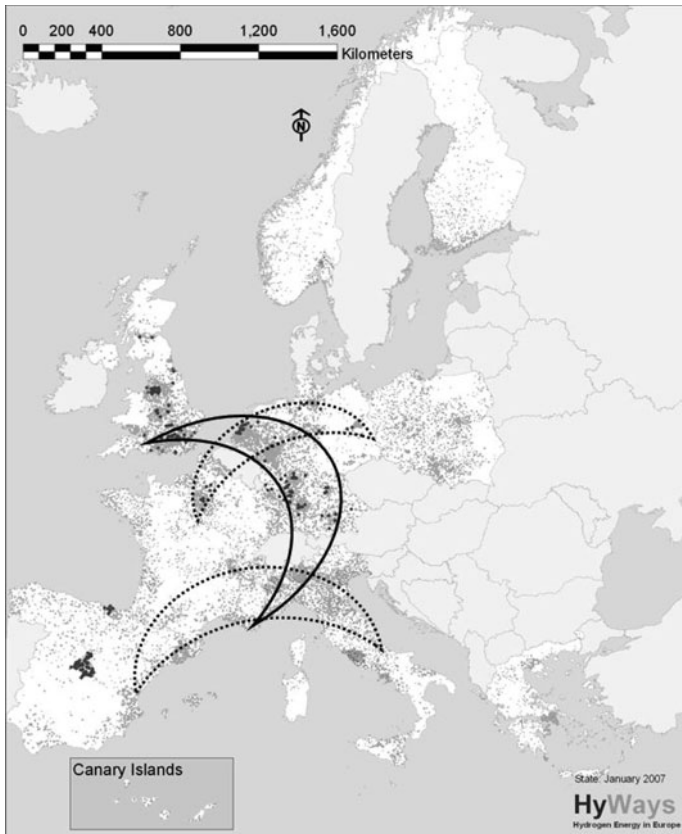 0 200 400 800 1,200 1,600
Kilometers
N
Canary Islands
State: January 2007
HyWays
Hydrogen Energy in Europe